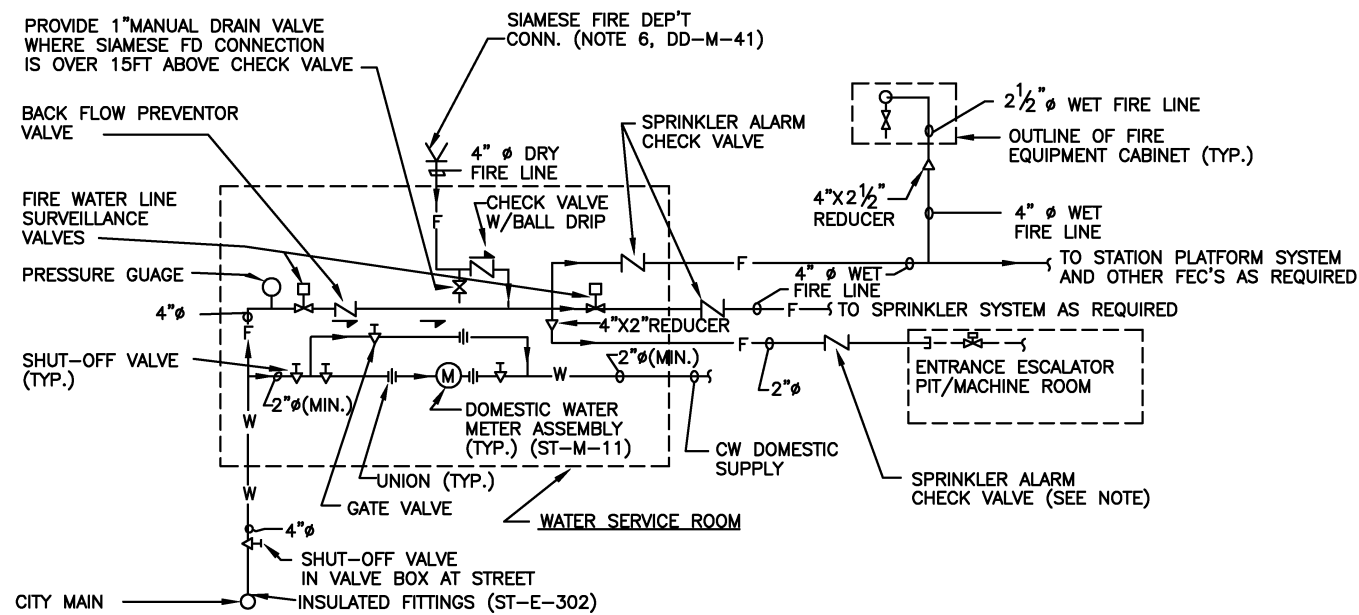 PROVIDE 1"MANUAL DRAIN VALVE
WHERE SIAMESE FD CONNECTION
IS OVER 15FT ABOVE CHECK VALVE
SIAMESE FIRE DEP'T
CONN. (NOTE 6, DD-M-41)
BACK FLOW PREVENTOR
VALVE
4" ø DRY
FIRE LINE
SPRINKLER ALARM
CHECK VALVE
2 1/2" ø WET FIRE LINE
OUTLINE OF FIRE
EQUIPMENT CABINET (TYP.)
4"X2 1/2"
REDUCER
4" ø WET
FIRE LINE
FIRE WATER LINE
SURVEILLANCE
VALVES
CHECK VALVE
W/BALL DRIP
F
F
TO STATION PLATFORM SYSTEM
AND OTHER FEC'S AS REQUIRED
PRESSURE GUAGE
4" ø WET
FIRE LINE
F
TO SPRINKLER SYSTEM AS REQUIRED
4"ø
F
4"X2"REDUCER
F
SHUT-OFF VALVE
(TYP.)
2"ø(MIN.)
M
W
2"ø(MIN.)
2"ø
ENTRANCE ESCALATOR
PIT/MACHINE ROOM
DOMESTIC WATER
METER ASSEMBLY
(TYP.) (ST-M-11)
W
CW DOMESTIC
SUPPLY
UNION (TYP.)
GATE VALVE
SPRINKLER ALARM
CHECK VALVE (SEE NOTE)
W
WATER SERVICE ROOM
4"ø
SHUT-OFF VALVE
IN VALVE BOX AT STREET
CITY MAIN
INSULATED FITTINGS (ST-E-302)